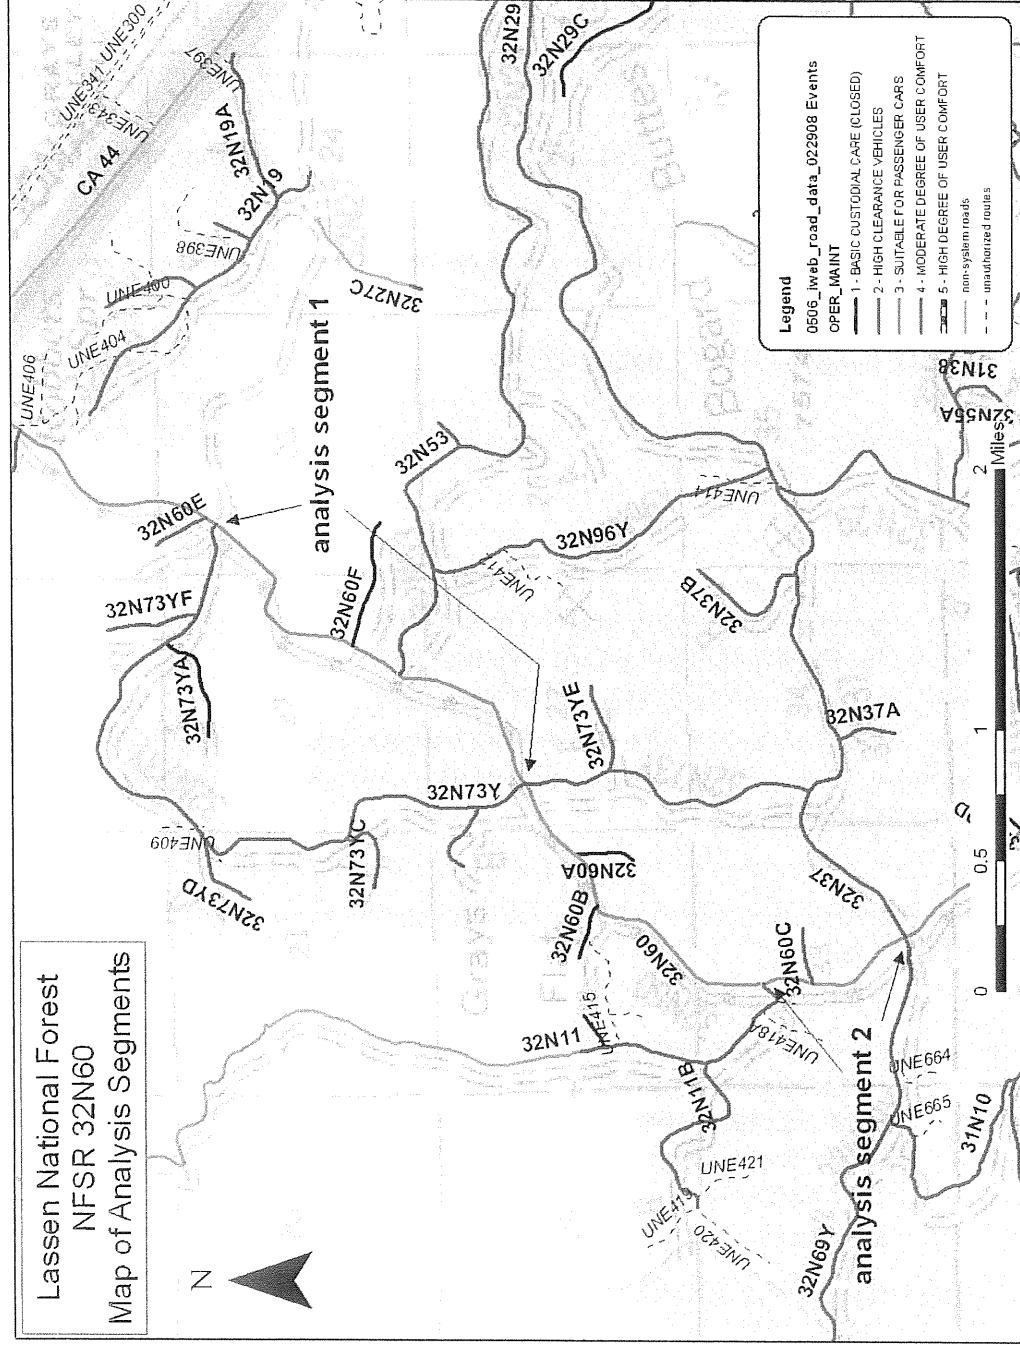 Lassen National Forest
NFSR 32N60
Map of Analysis Segments
N
UNE406
UNE404
UNE400
UNE398
CA 44
UNE343
UNE341
UNE300
UNE397
32N19A
32N19
32N27C
analysis segment 1
32N60E
32N73YF
32N73YA
32N60F
32N53
32N29
32N29C
UNE409
32N73YD
32N73YC
32N73Y
32N73YE
32N96Y
UNE414
32N37B
32N37A
32N60A
32N60B
UNE415
32N11
32N60
32N60C
32N37
UNE418A
32N11B
UNE421
UNE419
UNE420
32N69Y
analysis segment 2
UNE664
UNE665
31N10
31N38
32N55A
Bogard
Buttes
7574
Legend
0506_iweb_road_data_022908 Events
OPER_MAINT
1 - BASIC CUSTODIAL CARE (CLOSED)
2 - HIGH CLEARANCE VEHICLES
3 - SUITABLE FOR PASSENGER CARS
4 - MODERATE DEGREE OF USER COMFORT
5 - HIGH DEGREE OF USER COMFORT
non-system roads
unauthorized routes
0 0.5 1 2
Miles